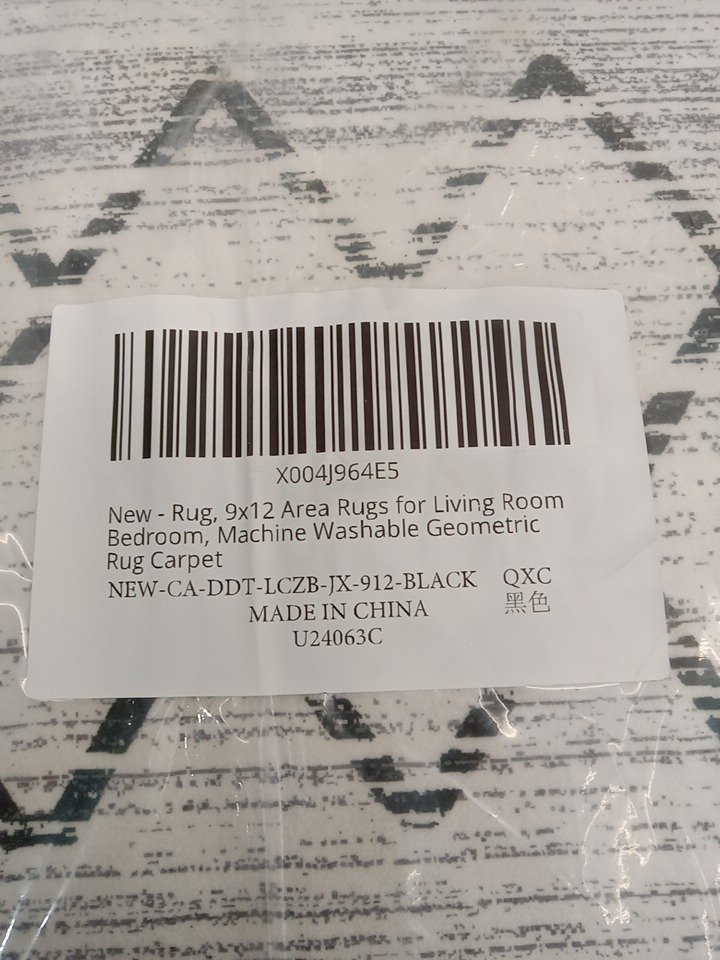 X004J964E5
New - Rug, 9x12 Area Rugs for Living Room
Bedroom, Machine Washable Geometric
Rug Carpet
NEW-CA-DDT-LCZB-JX-912-BLACK QXC
MADE IN CHINA 黑色
U24063C